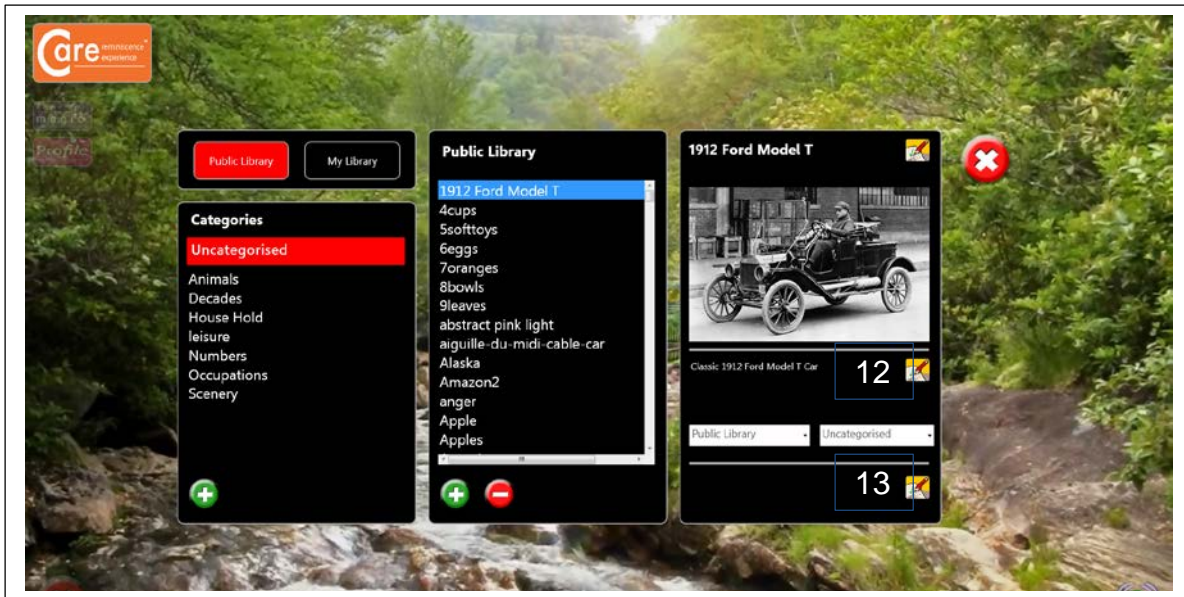 Care reminiscence experience
Profile
Public Library
My Library
Categories
Uncategorised
Animals
Decades
House Hold
leisure
Numbers
Occupations
Scenery
Public Library
1912 Ford Model T
4cups
5softtoys
6eggs
7oranges
8bowls
9leaves
abstract pink light
aiguille-du-midi-cable-car
Alaska
Amazon2
anger
Apple
Apples
1912 Ford Model T
Classic 1912 Ford Model T Car
12
Public Library
Uncategorised
13